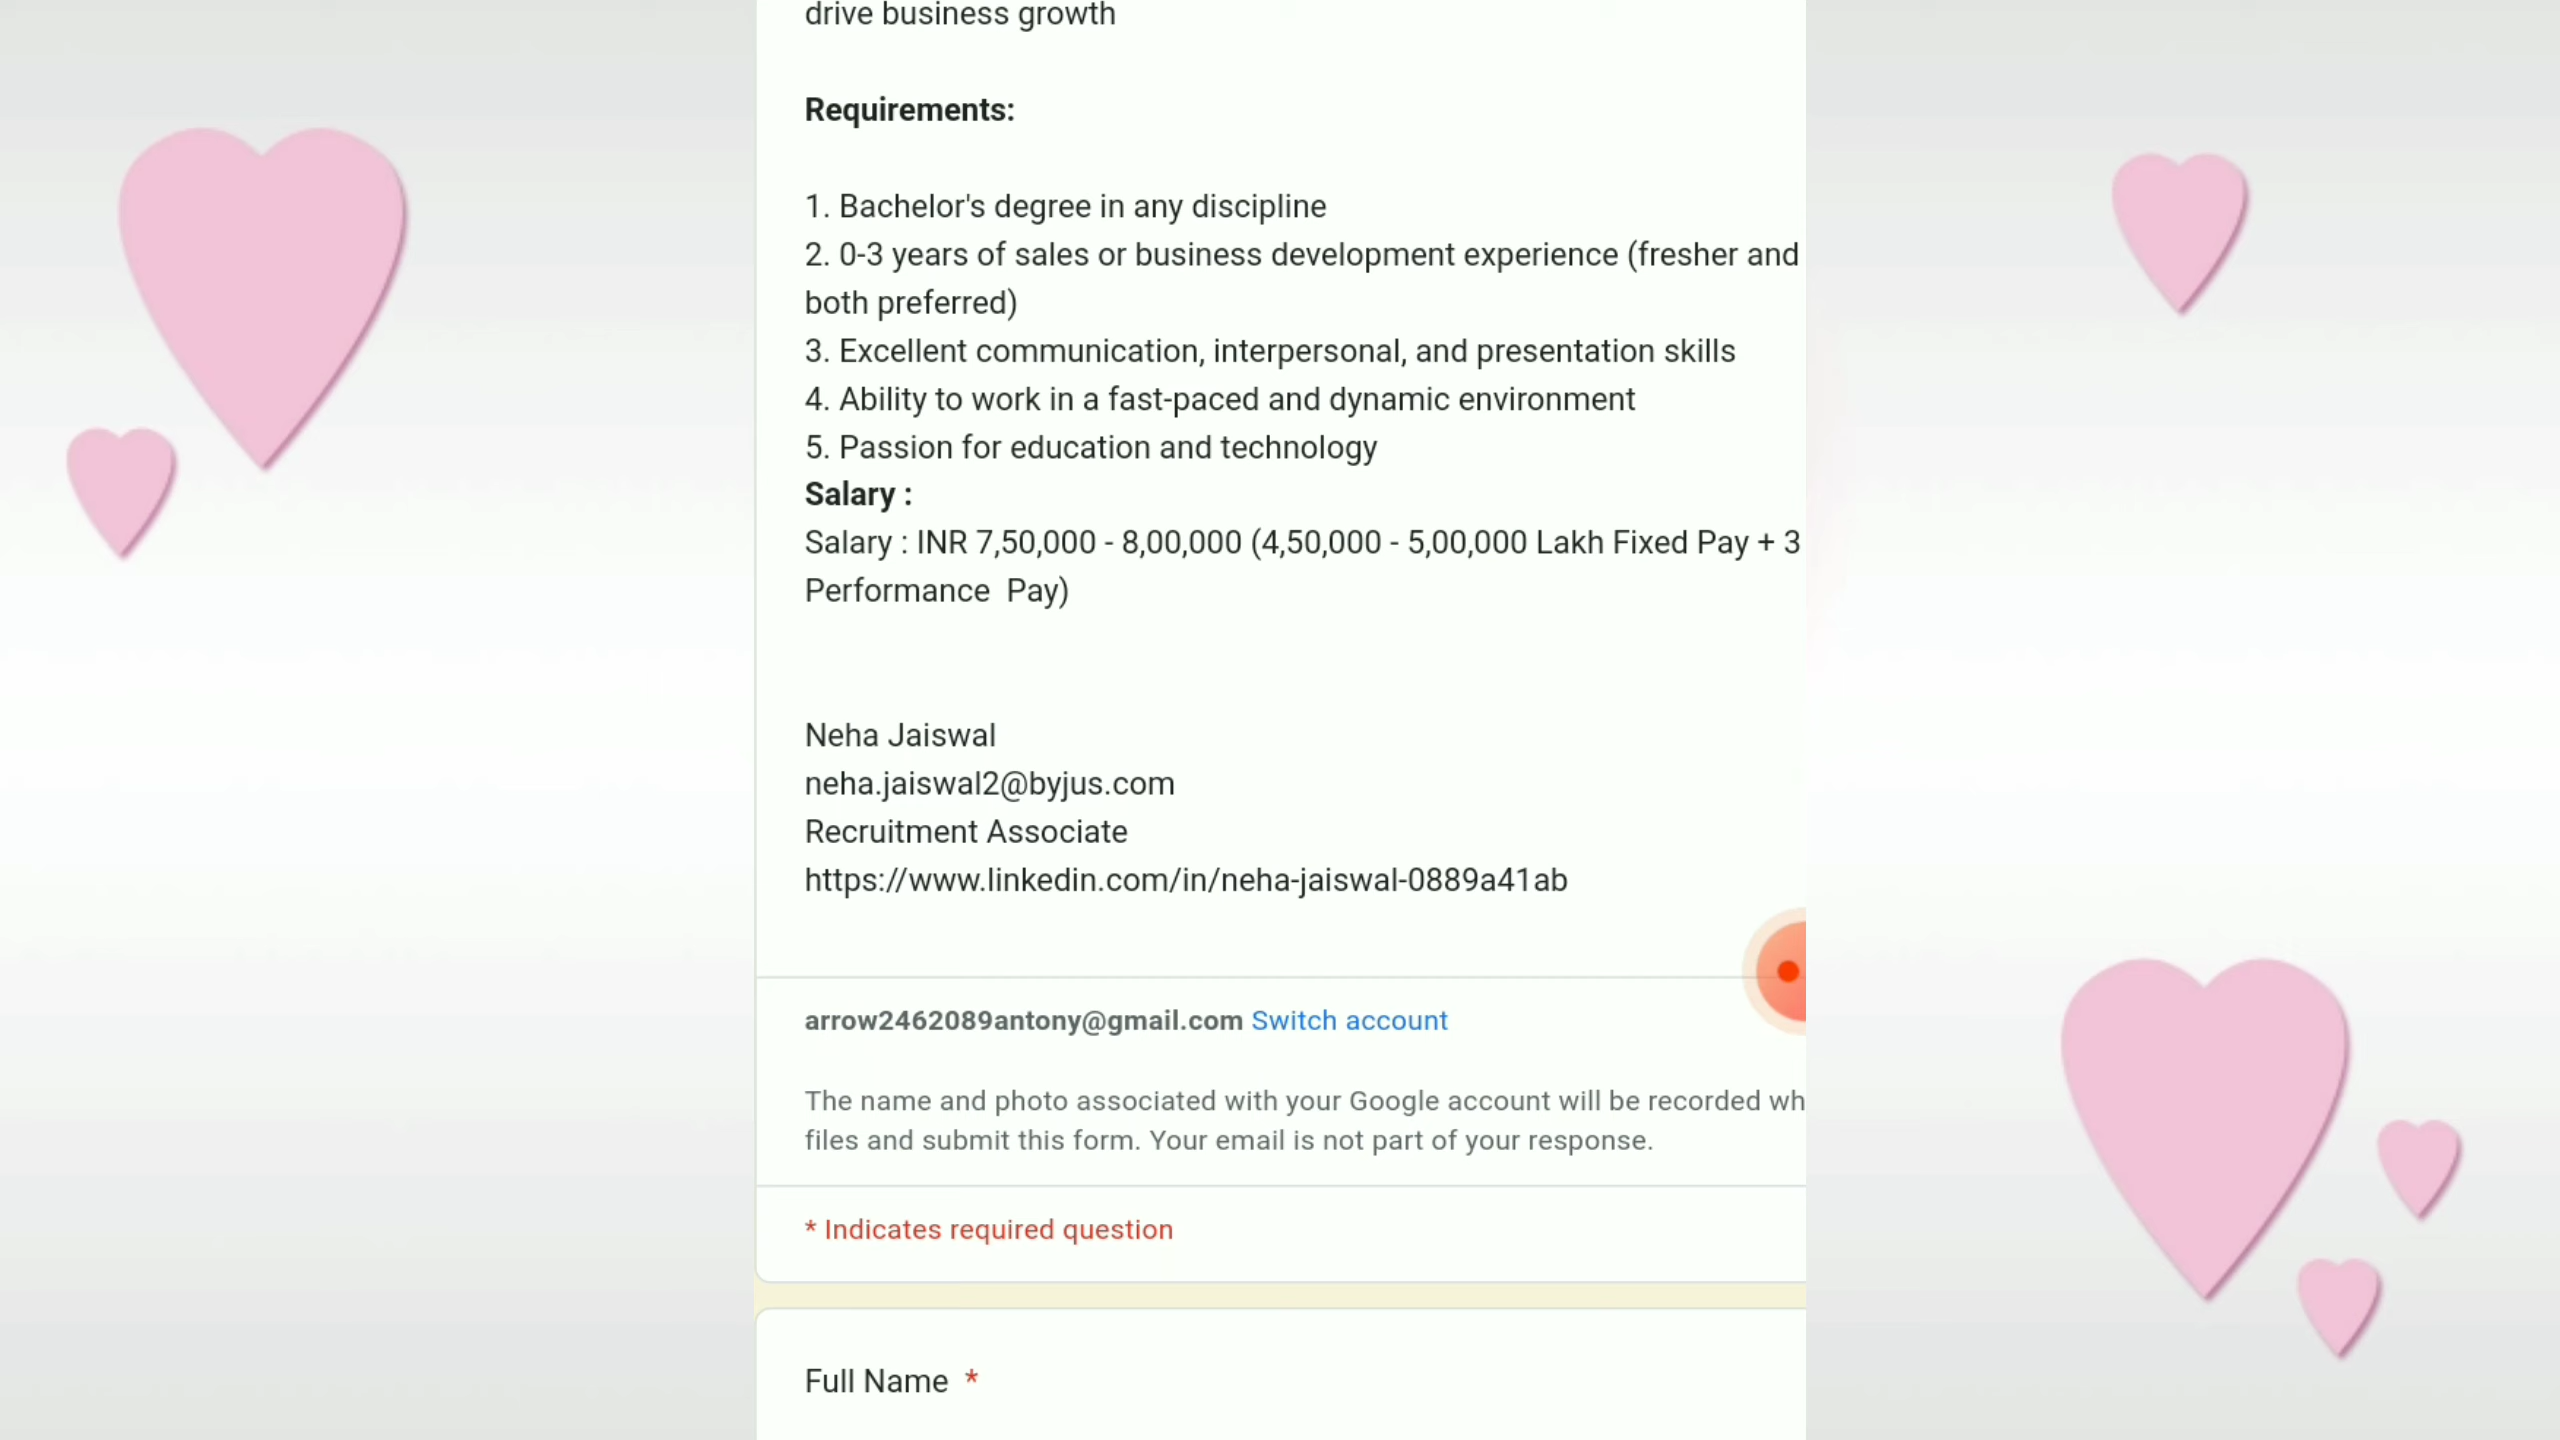 drive business growth
Requirements:
1. Bachelor's degree in any discipline
2. 0-3 years of sales or business development experience (fresher and
both preferred)
3. Excellent communication, interpersonal, and presentation skills
4. Ability to work in a fast-paced and dynamic environment
5. Passion for education and technology
Salary :
Salary : INR 7,50,000 - 8,00,000 (4,50,000 - 5,00,000 Lakh Fixed Pay + 3
Performance  Pay)
Neha Jaiswal
neha.jaiswal2@byjus.com
Recruitment Associate
https://www.linkedin.com/in/neha-jaiswal-0889a41ab
arrow2462089antony@gmail.com Switch account
The name and photo associated with your Google account will be recorded wh
files and submit this form. Your email is not part of your response.
* Indicates required question
Full Name *